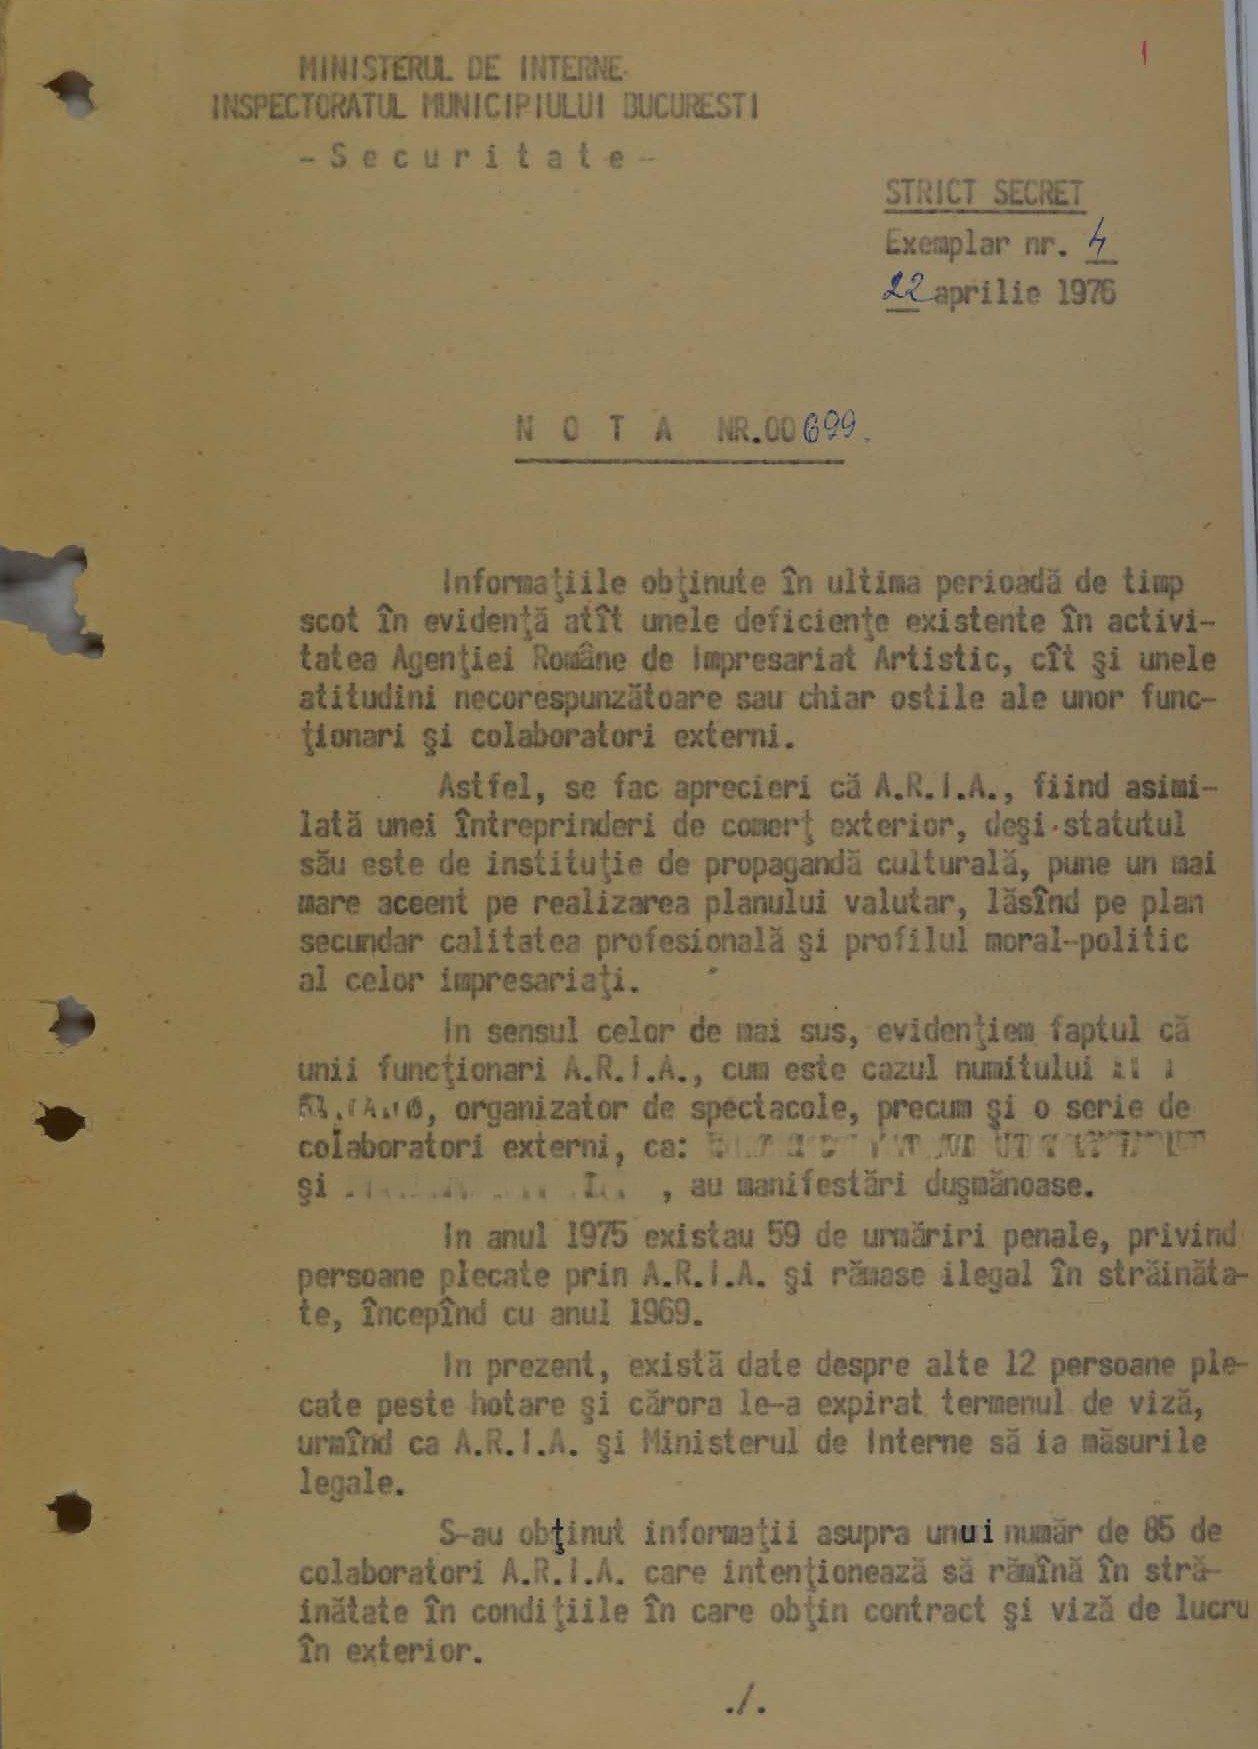 1
MINISTERUL DE INTERNE
INSPECTORATUL MUNICIPIULUI BUCURESTI
-Securitate-
STRICT SECRET
Exemplar nr. 4
22 aprilie 1976
NOTA NR.00699.
Informaţiile obţinute în ultima perioadă de timp
scot în evidenţă atît unele deficienţe existente în activi-
tatea Agenţiei Române de Impresariat Artistic, cît şi unele
atitudini necorespunzătoare sau chiar ostile ale unor func-
ţionari şi colaboratori externi.
Astfel, se fac aprecieri că A.R.I.A., fiind asimi-
lată unei întreprinderi de comerţ exterior, deşi statutul
său este de instituţie de propagandă culturală, pune un mai
mare aceent pe realizarea planului valutar, lăsînd pe plan
secundar calitatea profesională şi profilul moral-politic
al celor impresariaţi.
In sensul celor de mai sus, evidenţiem faptul că
unii funcţionari A.R.I.A., cum este cazul numitului
, organizator de spectacole, precum şi o serie de
colaboratori externi, ca:
şi , au manifestări duşmănoase.
In anul 1975 existau 59 de urmăriri penale, privind
persoane plecate prin A.R.I.A. şi rămase ilegal în străinăta-
te, începînd cu anul 1969.
In prezent, există date despre alte 12 persoane ple-
cate peste hotare şi cărora le-a expirat termenul de viză,
urmînd ca A.R.I.A. şi Ministerul de Interne să ia măsurile
legale.
S-au obţinut informaţii asupra unui număr de 85 de
colaboratori A.R.I.A. care intenţionează să rămînă în stră-
inătate în condiţiile în care obţin contract şi viză de lucru
în exterior.
./.